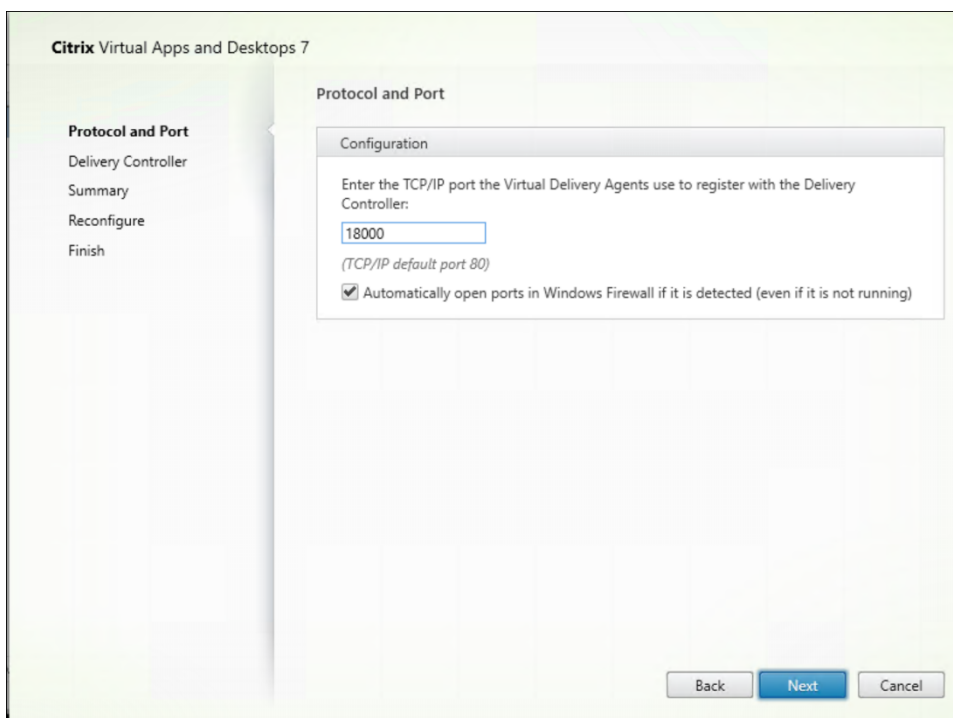 Citrix Virtual Apps and Desktops 7
Protocol and Port
Delivery Controller
Summary
Reconfigure
Finish
Protocol and Port
Configuration
Enter the TCP/IP port the Virtual Delivery Agents use to register with the Delivery
Controller:
18000
(TCP/IP default port 80)
Automatically open ports in Windows Firewall if it is detected (even if it is not running)
Back
Next
Cancel